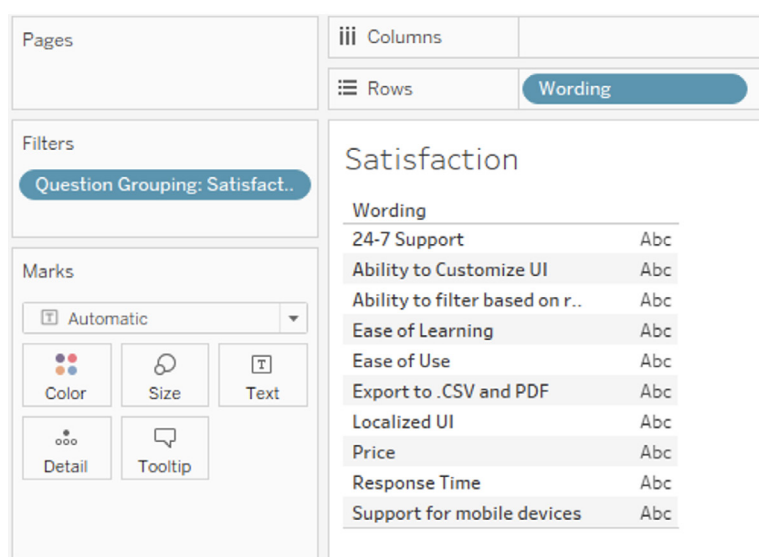 Pages
Columns
Rows
Wording
Filters
Question Grouping: Satisfact..
Marks
T Automatic
Color
Size
T
Text
Detail
Tooltip
Satisfaction
Wording
24-7 Support Abc
Ability to Customize UI Abc
Ability to filter based on r.. Abc
Ease of Learning Abc
Ease of Use Abc
Export to .CSV and PDF Abc
Localized UI Abc
Price Abc
Response Time Abc
Support for mobile devices Abc